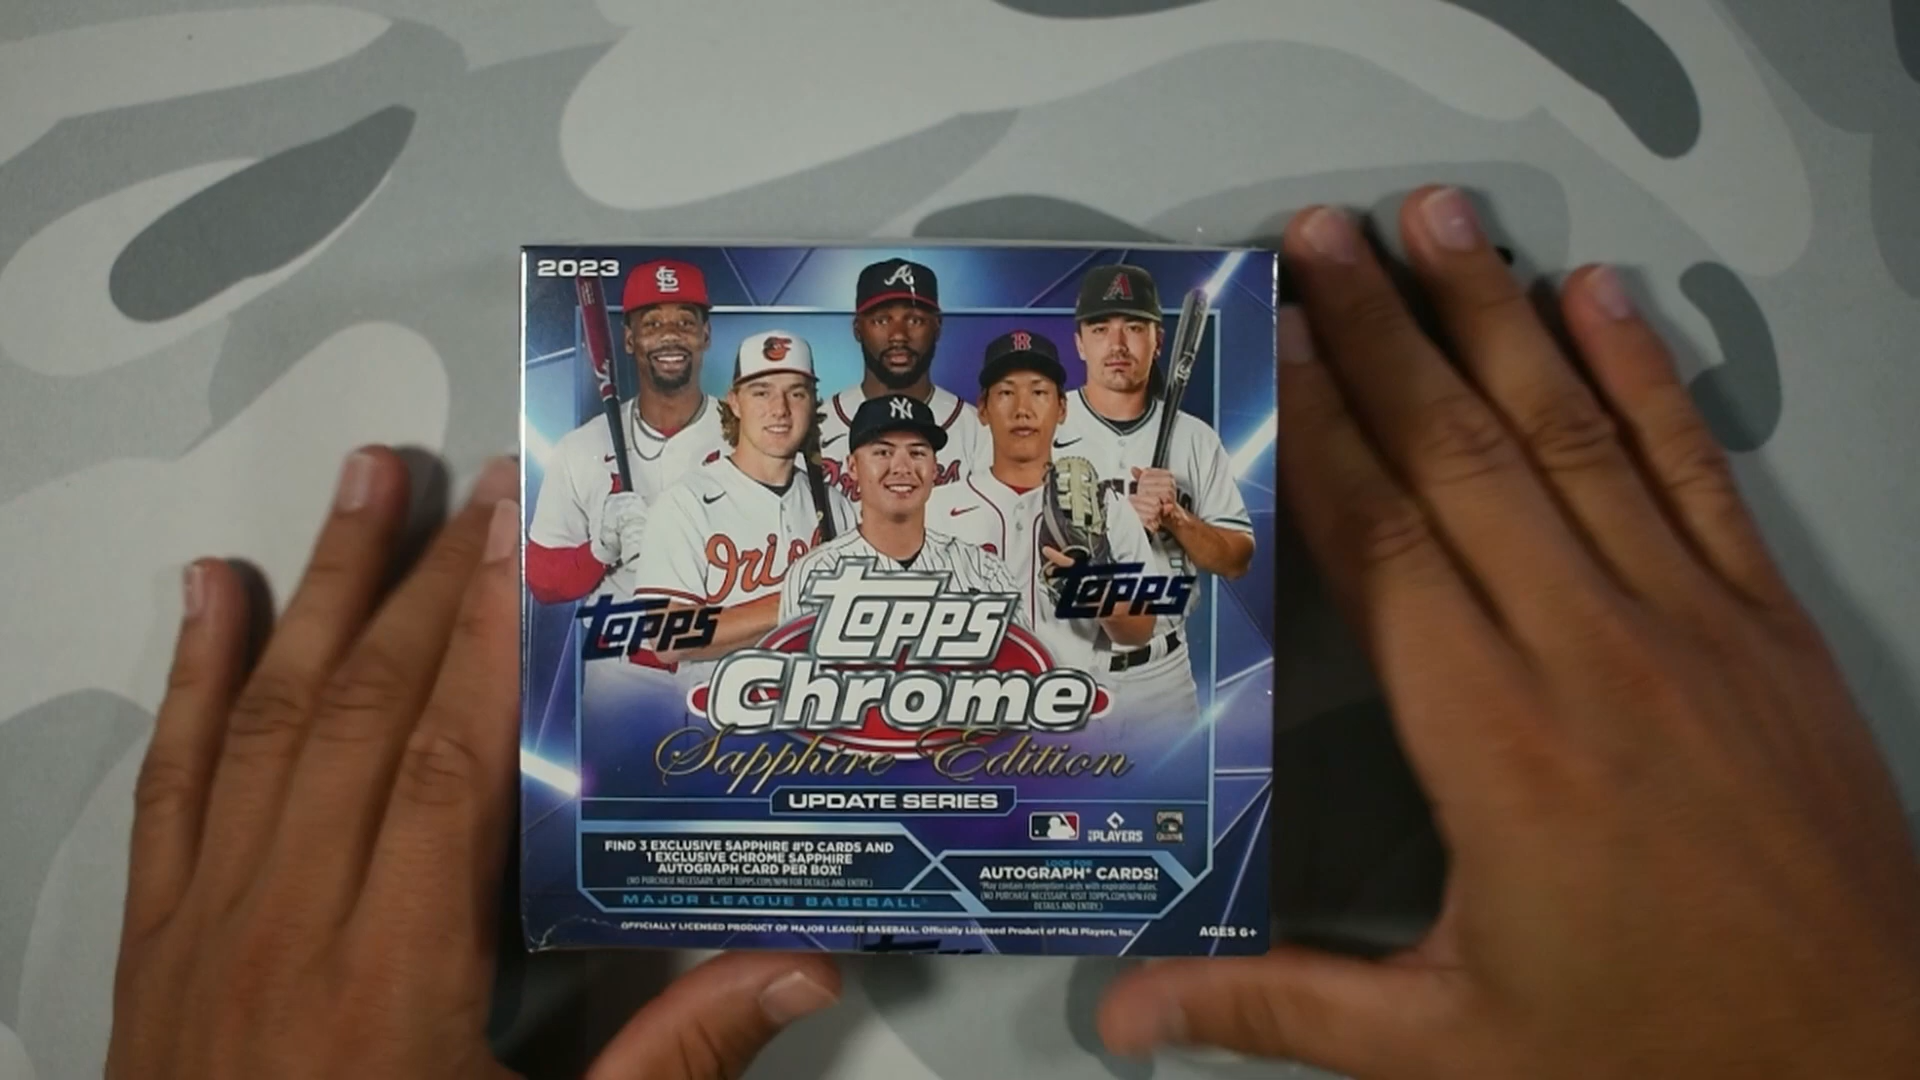 2023
Orio
TOPPS
TOPPS
TOPPS
Chrome
Sapphire Edition
UPDATE SERIES
PLAYERS
FIND 3 EXCLUSIVE SAPPHIRE #'D CARDS AND
1 EXCLUSIVE CHROME SAPPHIRE
AUTOGRAPH CARD PER BOX!
(NO PURCHASE NECESSARY. VISIT TOPPS.COM/NPN FOR DETAILS AND ENTRY.)
LOOK FOR
AUTOGRAPH* CARDS!
*May contain redemption cards with expiration dates.
(NO PURCHASE NECESSARY. VISIT TOPPS.COM/NPN FOR
DETAILS AND ENTRY.)
MAJOR LEAGUE BASEBALL
OFFICIALLY LICENSED PRODUCT OF MAJOR LEAGUE BASEBALL. Officially Licensed Product of MLB Players, Inc.
AGES 6+